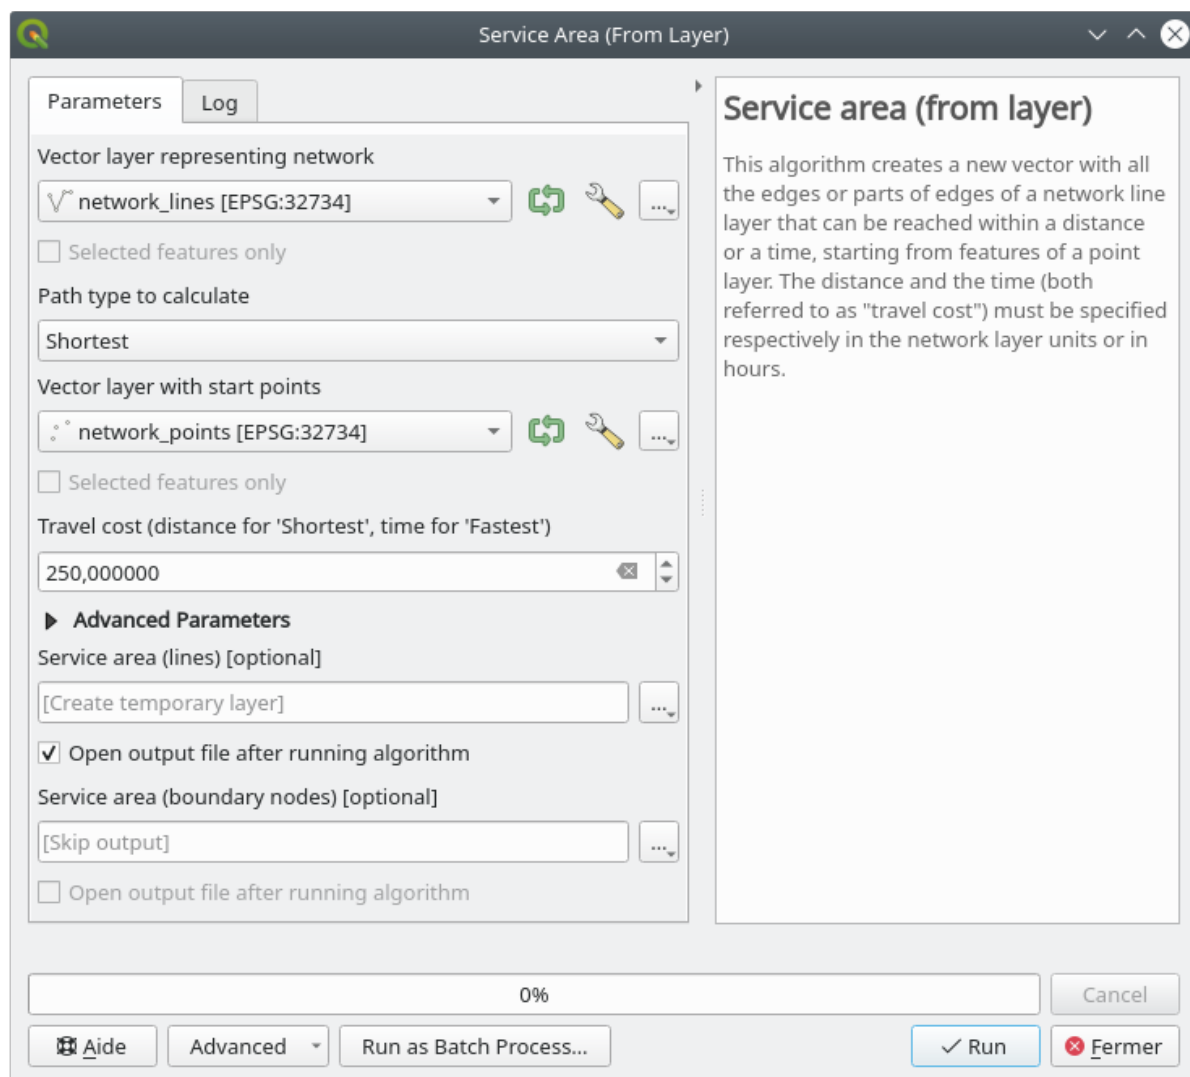 Service Area (From Layer)
Parameters
Log
Vector layer representing network
network_lines [EPSG:32734]
...
Selected features only
Path type to calculate
Shortest
Vector layer with start points
network_points [EPSG:32734]
...
Selected features only
Travel cost (distance for 'Shortest', time for 'Fastest')
250,000000
Advanced Parameters
Service area (lines) [optional]
[Create temporary layer]
...
Open output file after running algorithm
Service area (boundary nodes) [optional]
[Skip output]
...
Open output file after running algorithm
Service area (from layer)
This algorithm creates a new vector with all
the edges or parts of edges of a network line
layer that can be reached within a distance
or a time, starting from features of a point
layer. The distance and the time (both
referred to as "travel cost") must be specified
respectively in the network layer units or in
hours.
0%
Cancel
Aide
Advanced
Run as Batch Process...
Run
Fermer